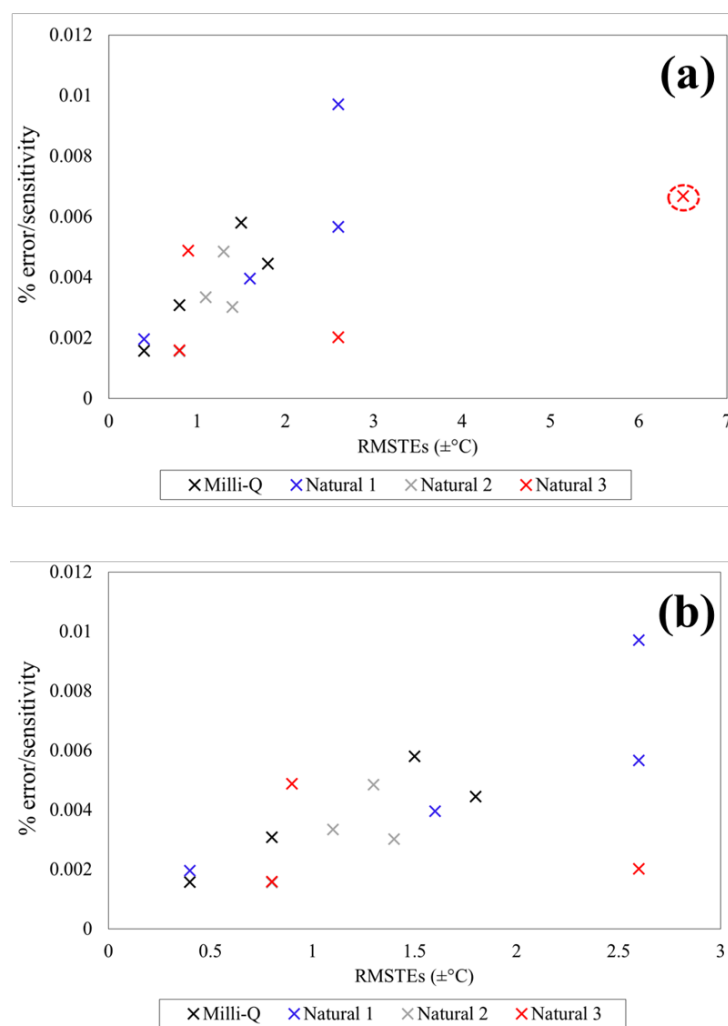 (a)
0.012
0.01
0.008
0.006
0.004
0.002
0
% error/sensitivity
0 1 2 3 4 5 6 7
RMSTEs (±°C)
×Milli-Q ×Natural 1 ×Natural 2 ×Natural 3
(b)
0.012
0.01
0.008
0.006
0.004
0.002
0
% error/sensitivity
0 0.5 1 1.5 2 2.5 3
RMSTEs (±°C)
×Milli-Q ×Natural 1 ×Natural 2 ×Natural 3